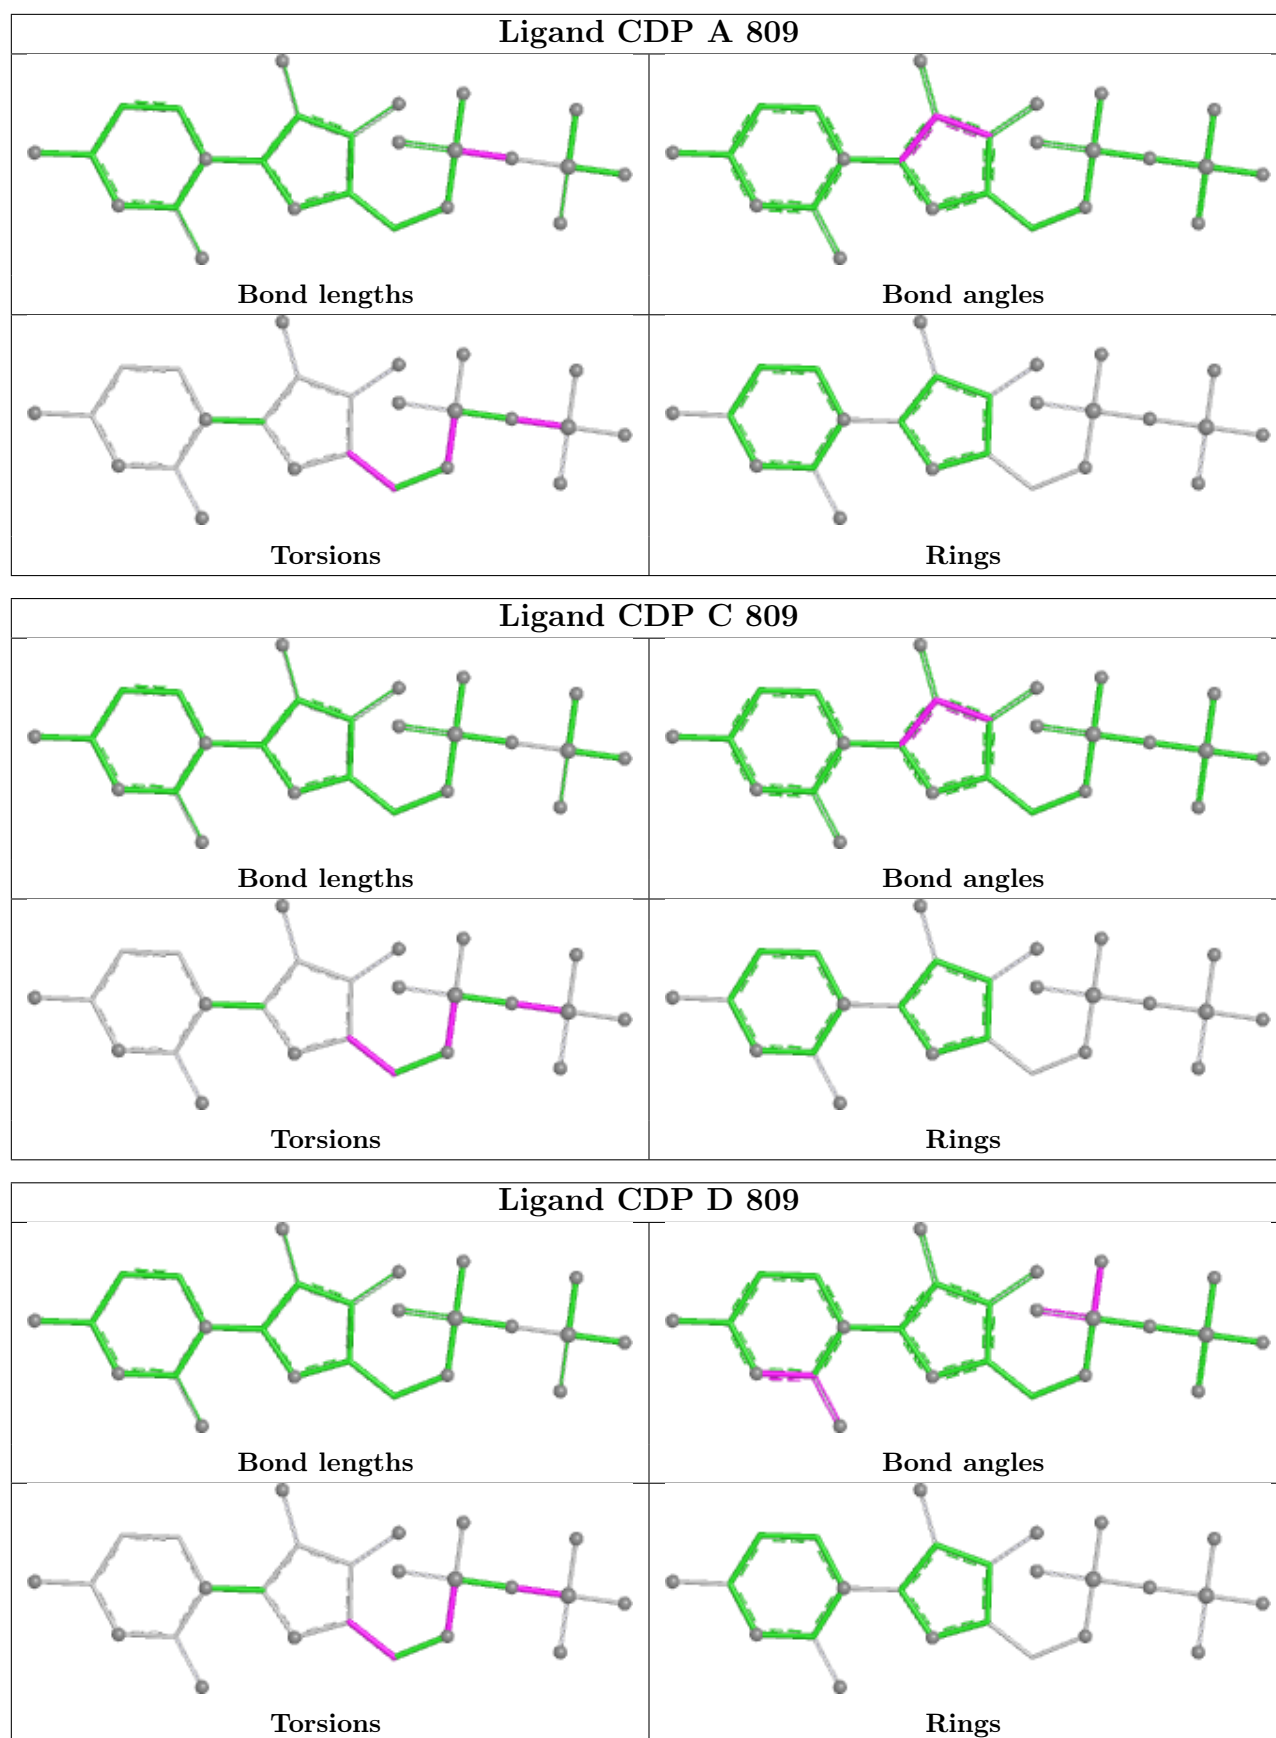 Ligand CDP A 809
Bond lengths
Bond angles
Torsions
Rings
Ligand CDP C 809
Bond lengths
Bond angles
Torsions
Rings
Ligand CDP D 809
Bond lengths
Bond angles
Torsions
Rings